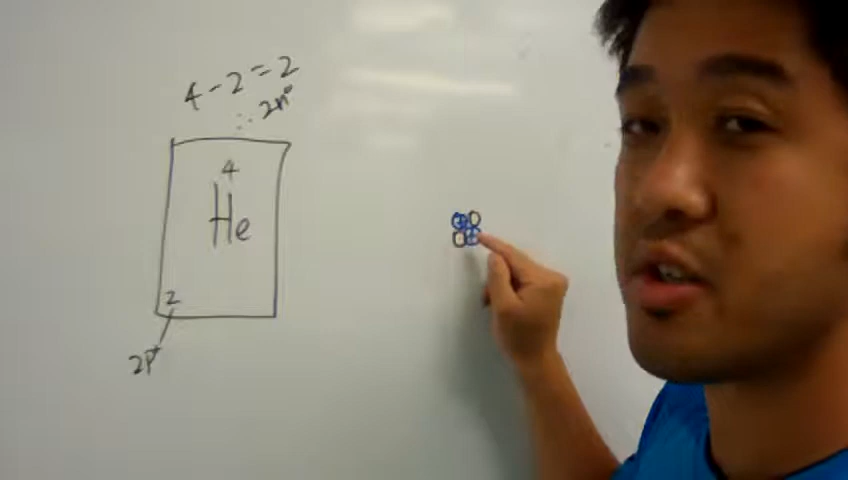 4 - 2 = 2
∴ 2n°
4
He
2
2p⁺
+
+